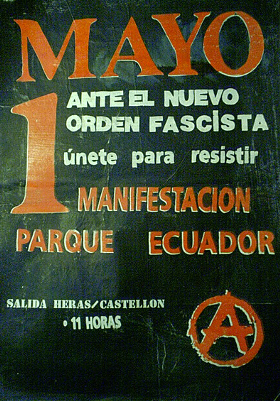 MAYO
1
ANTE EL NUEVO
ORDEN FASCiSTA
únete para resistir
MANIFESTACION
PARQUE ECUADOR
SALIDA HERAS/CASTELLON
• 11 HORAS
A